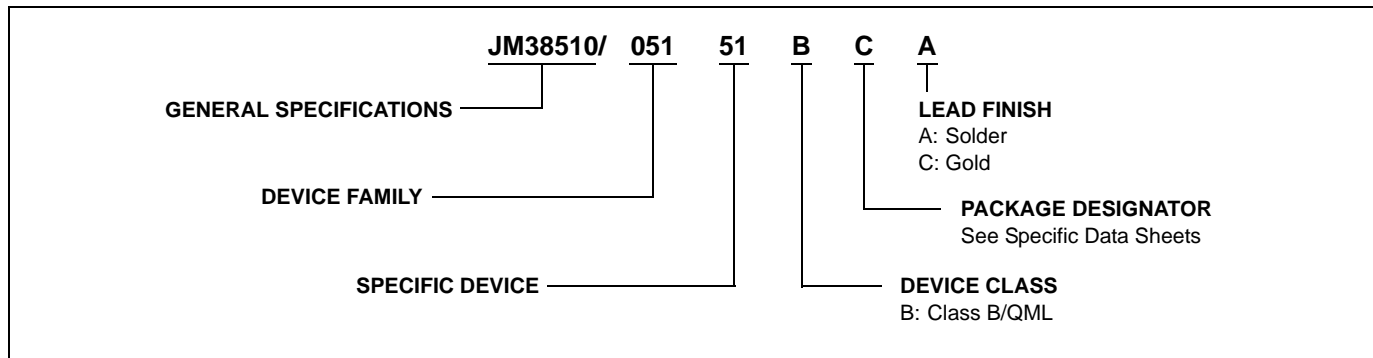 JM38510/ 051 51 B C A
GENERAL SPECIFICATIONS
LEAD FINISH
A: Solder
C: Gold
DEVICE FAMILY
PACKAGE DESIGNATOR
See Specific Data Sheets
SPECIFIC DEVICE
DEVICE CLASS
B: Class B/QML